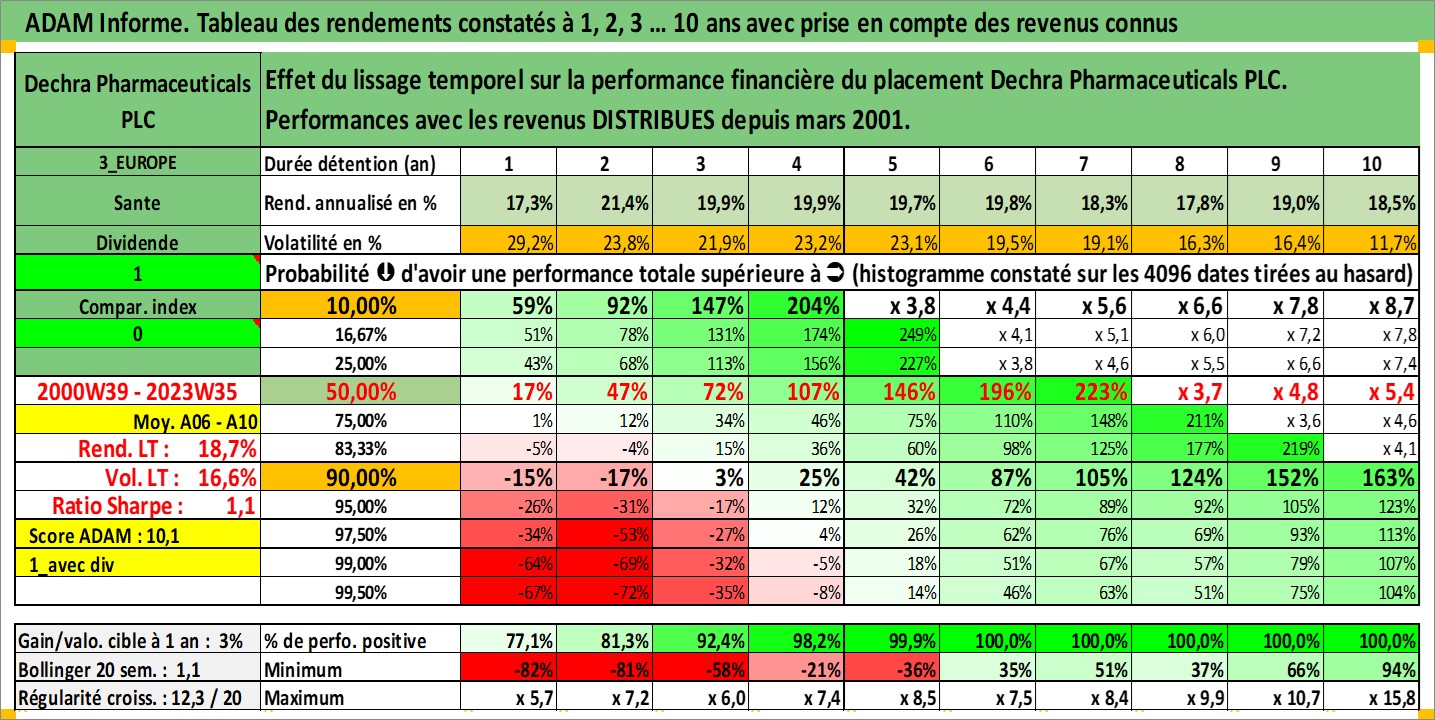 ADAM Informe. Tableau des rendements constatés à 1, 2, 3 ... 10 ans avec prise en compte des revenus connus
Dechra Pharmaceuticals PLC
Effet du lissage temporel sur la performance financière du placement Dechra Pharmaceuticals PLC.
Performances avec les revenus DISTRIBUES depuis mars 2001.
3_EUROPE Durée détention (an) 1 2 3 4 5 6 7 8 9 10
Sante Rend. annualisé en % 17,3% 21,4% 19,9% 19,9% 19,7% 19,8% 18,3% 17,8% 19,0% 18,5%
Dividende Volatilité en % 29,2% 23,8% 21,9% 23,2% 23,1% 19,5% 19,1% 16,3% 16,4% 11,7%
1 Probabilité d'avoir une performance totale supérieure à (histogramme constaté sur les 4096 dates tirées au hasard)
Compar. index 10,00% 59% 92% 147% 204% x 3,8 x 4,4 x 5,6 x 6,6 x 7,8 x 8,7
0 16,67% 51% 78% 131% 174% 249% x 4,1 x 5,1 x 6,0 x 7,2 x 7,8
25,00% 43% 68% 113% 156% 227% x 3,8 x 4,6 x 5,5 x 6,6 x 7,4
2000W39 - 2023W35 50,00% 17% 47% 72% 107% 146% 196% 223% x 3,7 x 4,8 x 5,4
Moy. A06 - A10 75,00% 1% 12% 34% 46% 75% 110% 148% 211% x 3,6 x 4,6
Rend. LT : 18,7% 83,33% -5% -4% 15% 36% 60% 98% 125% 177% 219% x 4,1
Vol. LT : 16,6% 90,00% -15% -17% 3% 25% 42% 87% 105% 124% 152% 163%
Ratio Sharpe : 1,1 95,00% -26% -31% -17% 12% 32% 72% 89% 92% 105% 123%
Score ADAM : 10,1 97,50% -34% -53% -27% 4% 26% 62% 76% 69% 93% 113%
1_avec div 99,00% -64% -69% -32% -5% 18% 51% 67% 57% 79% 107%
99,50% -67% -72% -35% -8% 14% 46% 63% 51% 75% 104%
Gain/valo. cible à 1 an : 3% % de perfo. positive 77,1% 81,3% 92,4% 98,2% 99,9% 100,0% 100,0% 100,0% 100,0% 100,0%
Bollinger 20 sem. : 1,1 Minimum -82% -81% -58% -21% -36% 35% 51% 37% 66% 94%
Régularité croiss. : 12,3 / 20 Maximum x 5,7 x 7,2 x 6,0 x 7,4 x 8,5 x 7,5 x 8,4 x 9,9 x 10,7 x 15,8